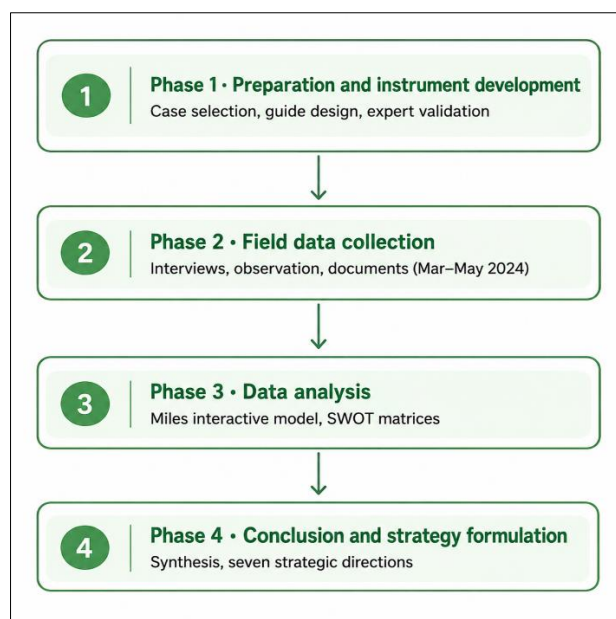 1
Phase 1 · Preparation and instrument development
Case selection, guide design, expert validation
2
Phase 2 · Field data collection
Interviews, observation, documents (Mar–May 2024)
3
Phase 3 · Data analysis
Miles interactive model, SWOT matrices
4
Phase 4 · Conclusion and strategy formulation
Synthesis, seven strategic directions